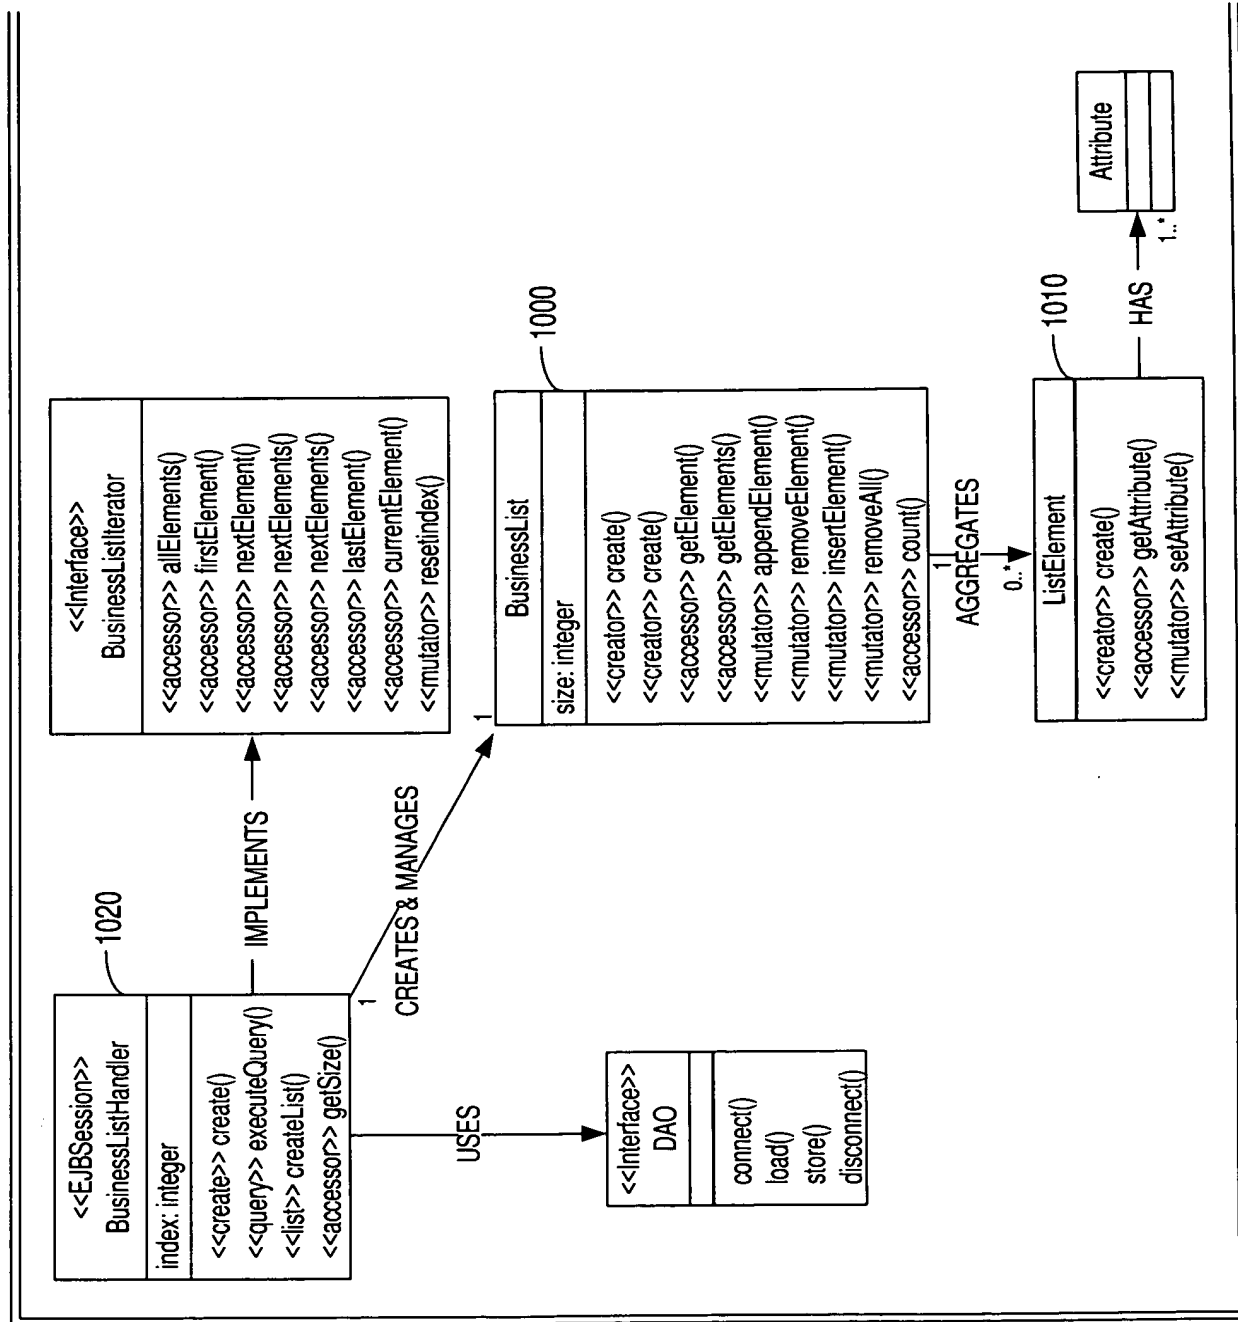 <<EJBSession>>
BusinessListHandler
index: integer
<<create>> create()
<<query>> executeQuery()
<<list>> createList()
<<accessor>> getSize()
1020
IMPLEMENTS
<<Interface>>
BusinessListIterator
<<accessor>> allElements()
<<accessor>> firstElement()
<<accessor>> nextElement()
<<accessor>> nextElements()
<<accessor>> nextElements()
<<accessor>> lastElement()
<<accessor>> currentElement()
<<mutator>> resetindex()
1
CREATES & MANAGES
1
USES
<<Interface>>
DAO
connect()
load()
store()
disconnect()
BusinessList
size: integer
<<creator>> create()
<<creator>> create()
<<accessor>> getElement()
<<accessor>> getElements()
<<mutator>> appendElement()
<<mutator>> removeElement()
<<mutator>> insertElement()
<<mutator>> removeAll()
<<accessor>> count()
1000
1
AGGREGATES
0..*
ListElement
<<creator>> create()
<<accessor>> getAttribute()
<<mutator>> setAttribute()
1010
HAS
1..*
Attribute